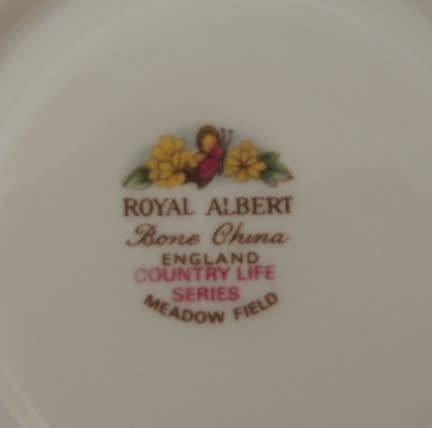 ROYAL ALBERT
Bone China
ENGLAND
COUNTRY LIFE
SERIES
MEADOW FIELD